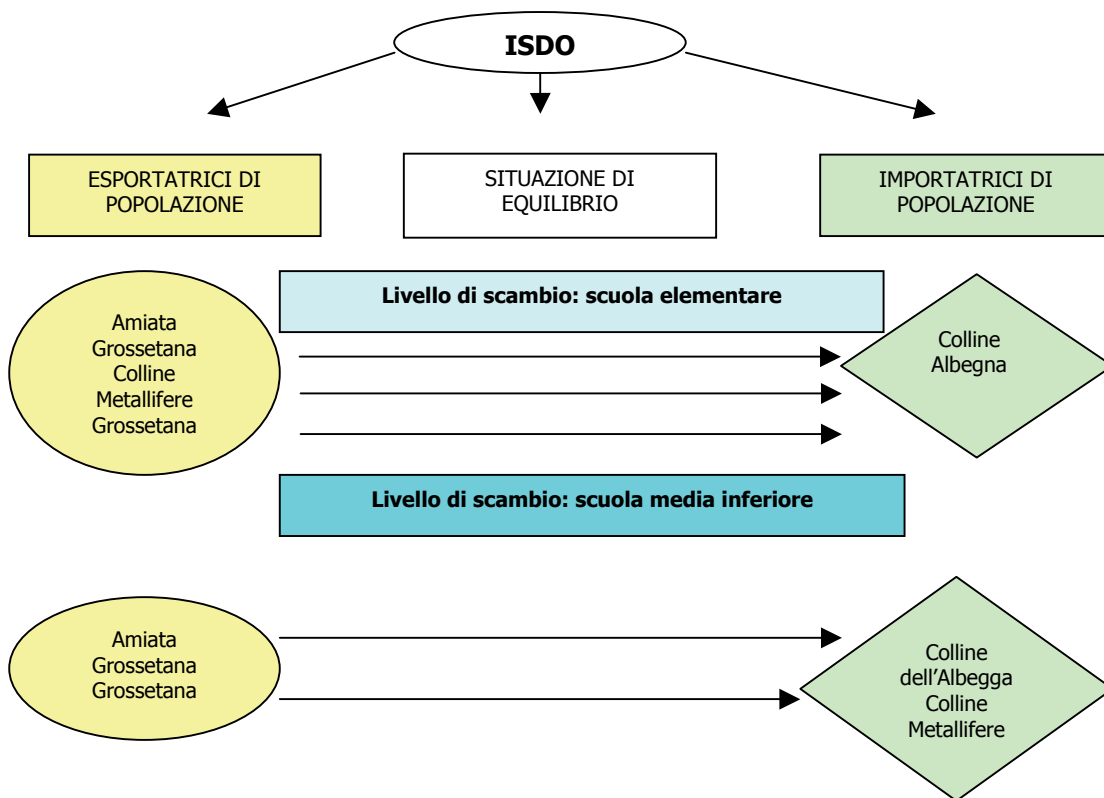 ISDO
ESPORTATRICI DI
POPOLAZIONE
SITUAZIONE DI
EQUILIBRIO
IMPORTATRICI DI
POPOLAZIONE
Livello di scambio: scuola elementare
Amiata
Grossetana
Colline
Metallifere
Grossetana
Colline
Albegna
Livello di scambio: scuola media inferiore
Amiata
Grossetana
Grossetana
Colline
dell’Albegga
Colline
Metallifere